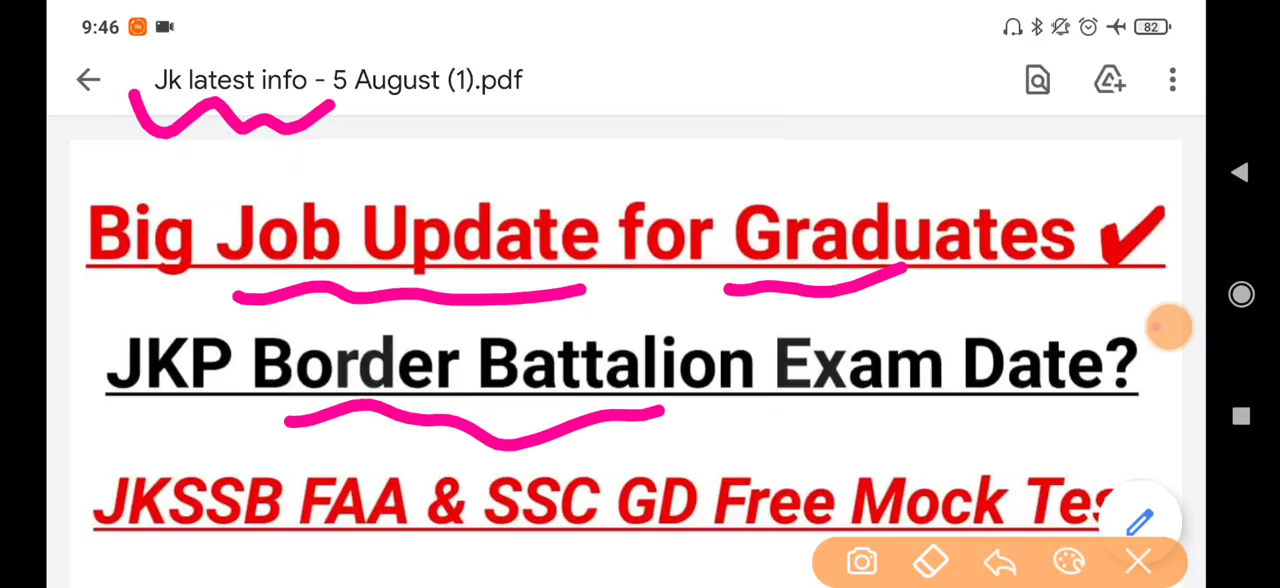 9:46
82
Jk latest info - 5 August (1).pdf
Big Job Update for Graduates ✔
JKP Border Battalion Exam Date?
JKSSB FAA & SSC GD Free Mock Tes